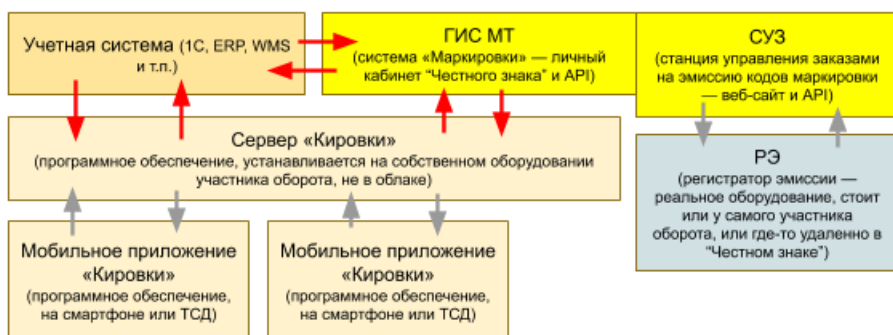 Учетная система (1С, ERP, WMS
и т.п.)
ГИС МТ
(система «Маркировки» — личный
кабинет “Честного знака” и API)
СУЗ
(станция управления заказами
на эмиссию кодов маркировки
— веб-сайт и API)
Сервер «Кировки»
(программное обеспечение, устанавливается на собственном оборудовании
участника оборота, не в облаке)
РЭ
(регистратор эмиссии —
реальное оборудование, стоит
или у самого участника
оборота, или где-то удаленно в
“Честном знаке”)
Мобильное приложение
«Кировки»
(программное обеспечение,
на смартфоне или ТСД)
Мобильное приложение
«Кировки»
(программное обеспечение,
на смартфоне или ТСД)